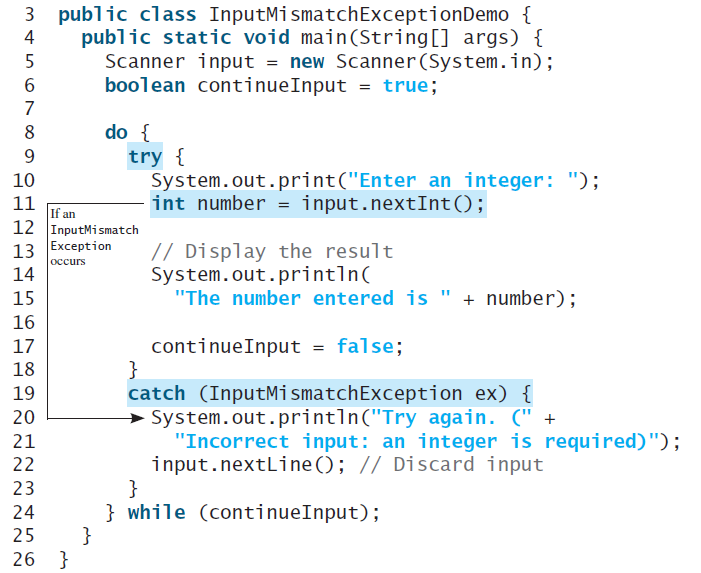 3 public class InputMismatchExceptionDemo {
4 public static void main(String[] args) {
5 Scanner input = new Scanner(System.in);
6 boolean continueInput = true;
7
8 do {
9 try {
10 System.out.print("Enter an integer: ");
11 int number = input.nextInt();
If an
12
InputMismatch
13 // Display the result
Exception
14 System.out.println(
occurs
15 "The number entered is " + number);
16
17 continueInput = false;
18 }
19 catch (InputMismatchException ex) {
20 System.out.println("Try again. (" +
21 "Incorrect input: an integer is required)");
22 input.nextLine(); // Discard input
23 }
24 } while (continueInput);
25 }
26 }